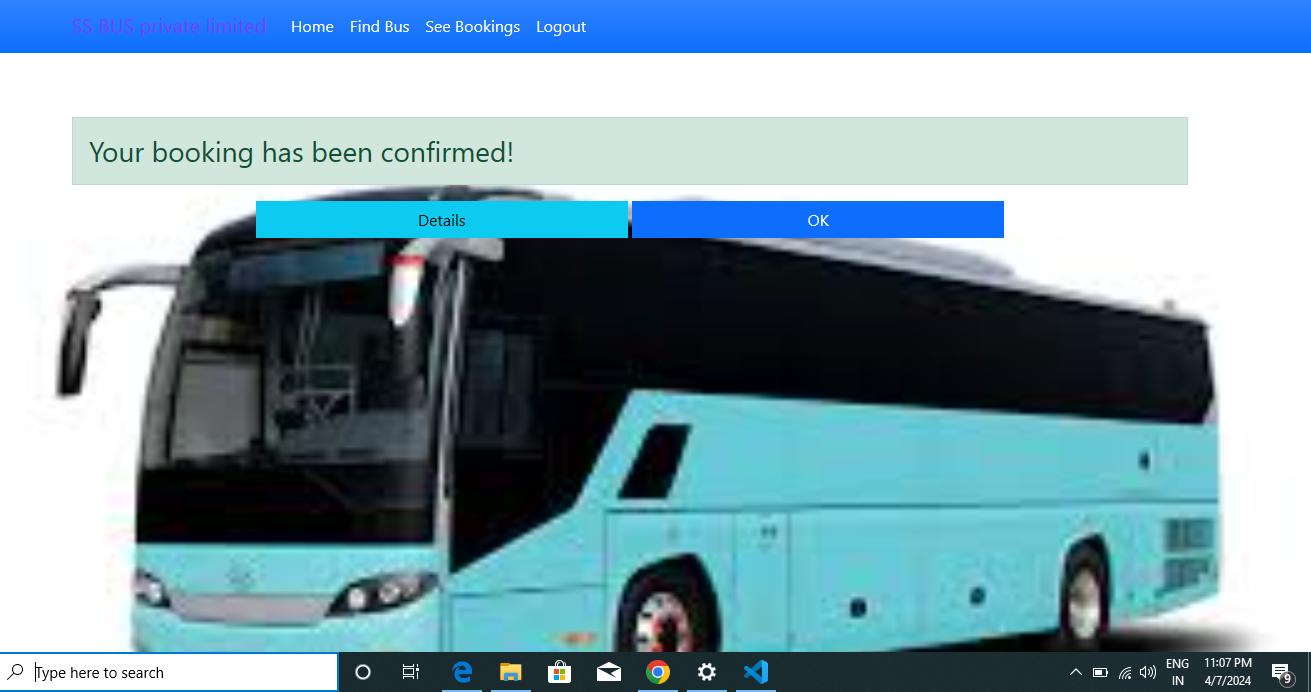 SS BUS private limited Home Find Bus See Bookings Logout
Your booking has been confirmed!
Details OK
Type here to search
ENG 11:07 PM
IN 4/7/2024 9